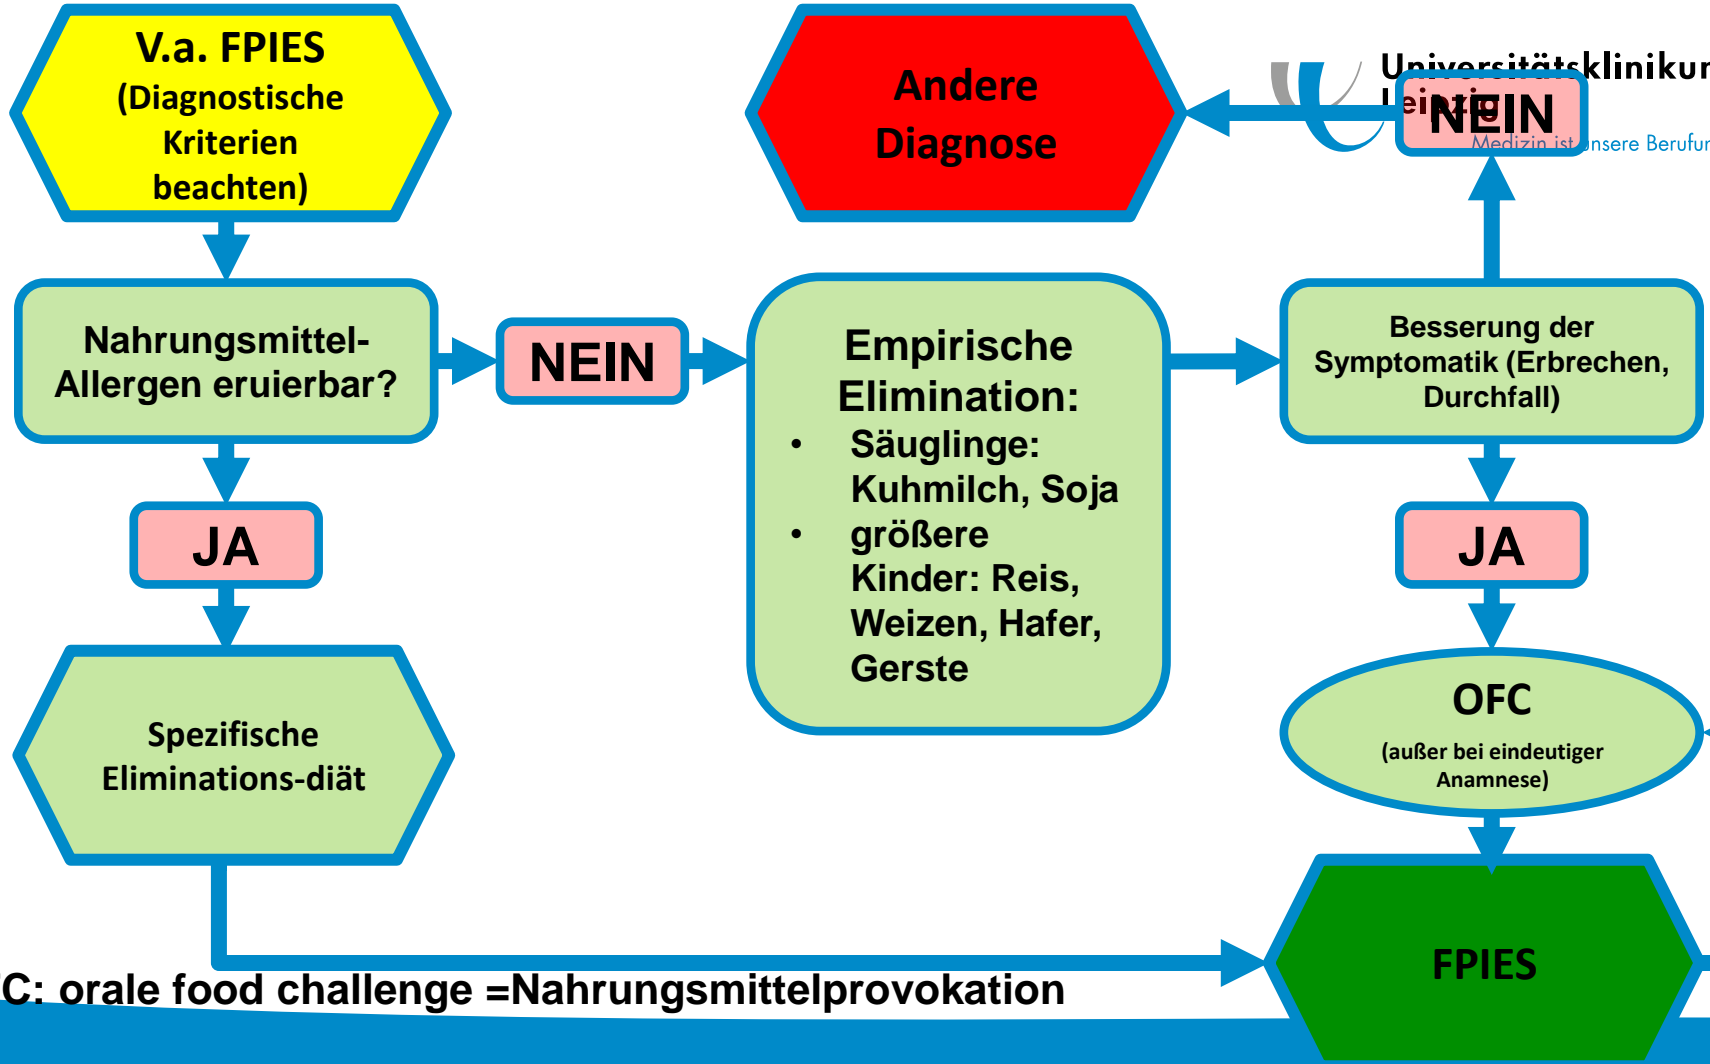 V.a. FPIES
(Diagnostische
Kriterien
beachten)
Andere
Diagnose
Universitätsklinikum
Leipzig
Medizin ist unsere Berufung
NEIN
Nahrungsmittel-
Allergen eruierbar?
NEIN
Empirische
Elimination:
• Säuglinge:
Kuhmilch, Soja
• größere
Kinder: Reis,
Weizen, Hafer,
Gerste
Besserung der
Symptomatik (Erbrechen,
Durchfall)
JA
JA
Spezifische
Eliminations-diät
OFC
(außer bei eindeutiger
Anamnese)
FPIES
C: orale food challenge =Nahrungsmittelprovokation